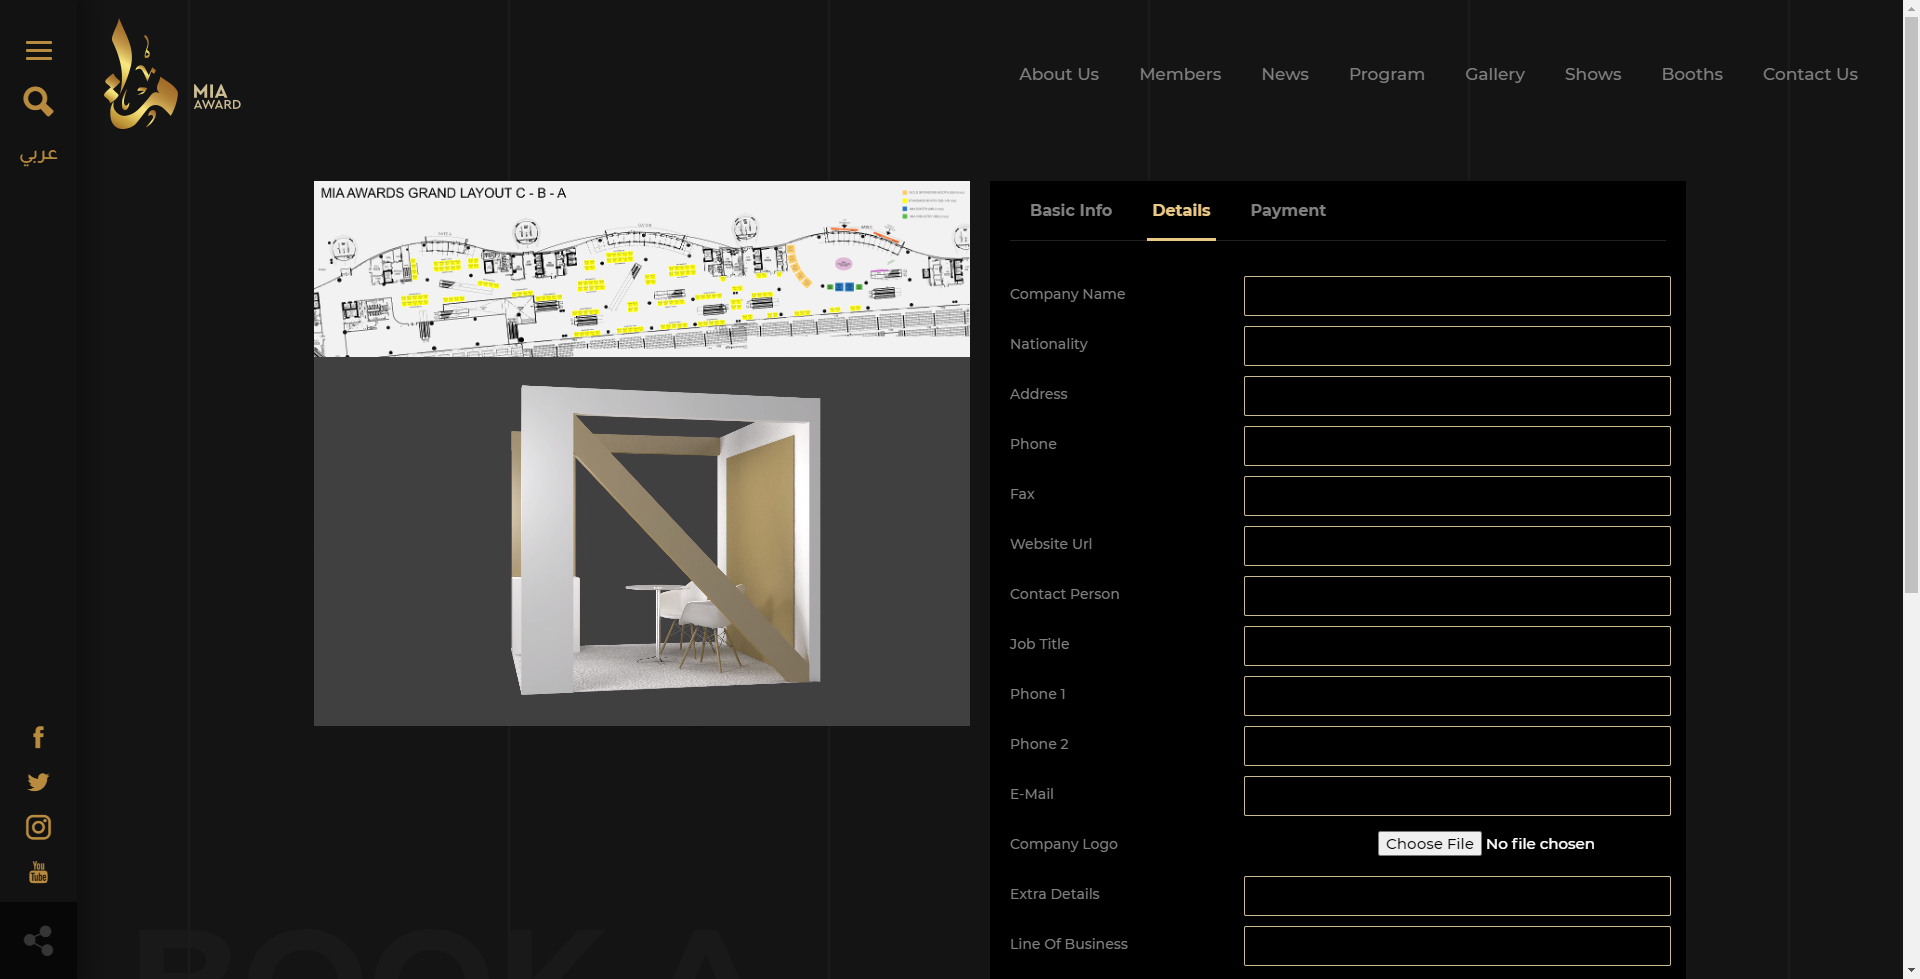 عربي
MIA
AWARD
About Us
Members
News
Program
Gallery
Shows
Booths
Contact Us
MIA AWARDS GRAND LAYOUT C - B - A
Basic Info
Details
Payment
Company Name
Nationality
Address
Phone
Fax
Website Url
Contact Person
Job Title
Phone 1
Phone 2
E-Mail
Company Logo
Choose File No file chosen
Extra Details
Line Of Business
You
Tube
BOOK A